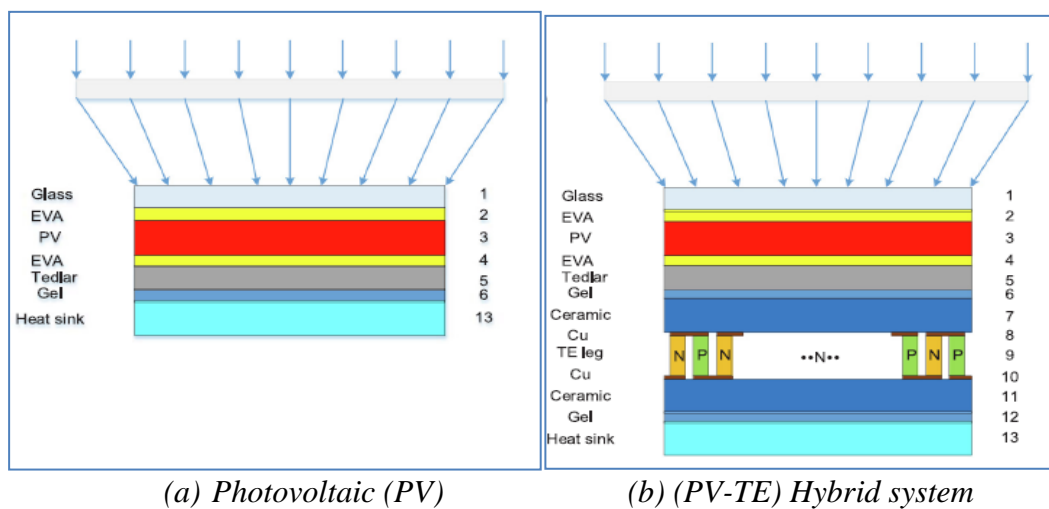 Glass 1
EVA 2
PV 3
EVA 4
Tedlar 5
Gel 6
Heat sink 13
(a) Photovoltaic (PV)
Glass 1
EVA 2
PV 3
EVA 4
Tedlar 5
Gel 6
Ceramic 7
Cu 8
TE leg N P N ••N•• P N P 9
Cu 10
Ceramic 11
Gel 12
Heat sink 13
(b) (PV-TE) Hybrid system